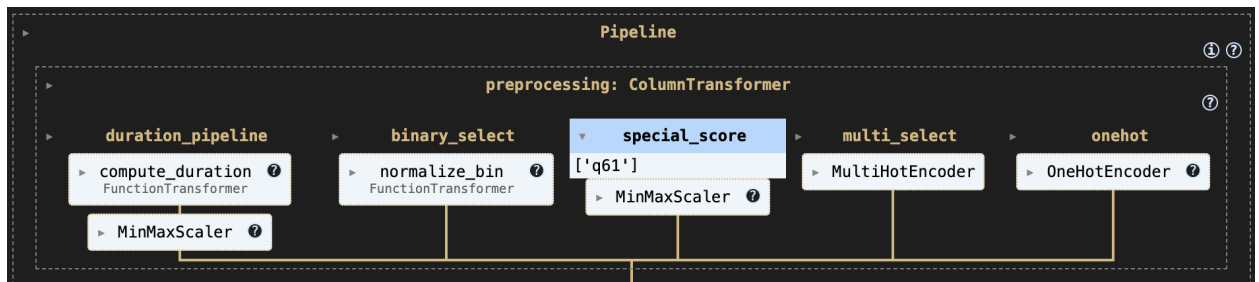 Pipeline
preprocessing: ColumnTransformer
duration_pipeline
compute_duration
FunctionTransformer
MinMaxScaler
binary_select
normalize_bin
FunctionTransformer
special_score
['q61']
MinMaxScaler
multi_select
MultiHotEncoder
onehot
OneHotEncoder